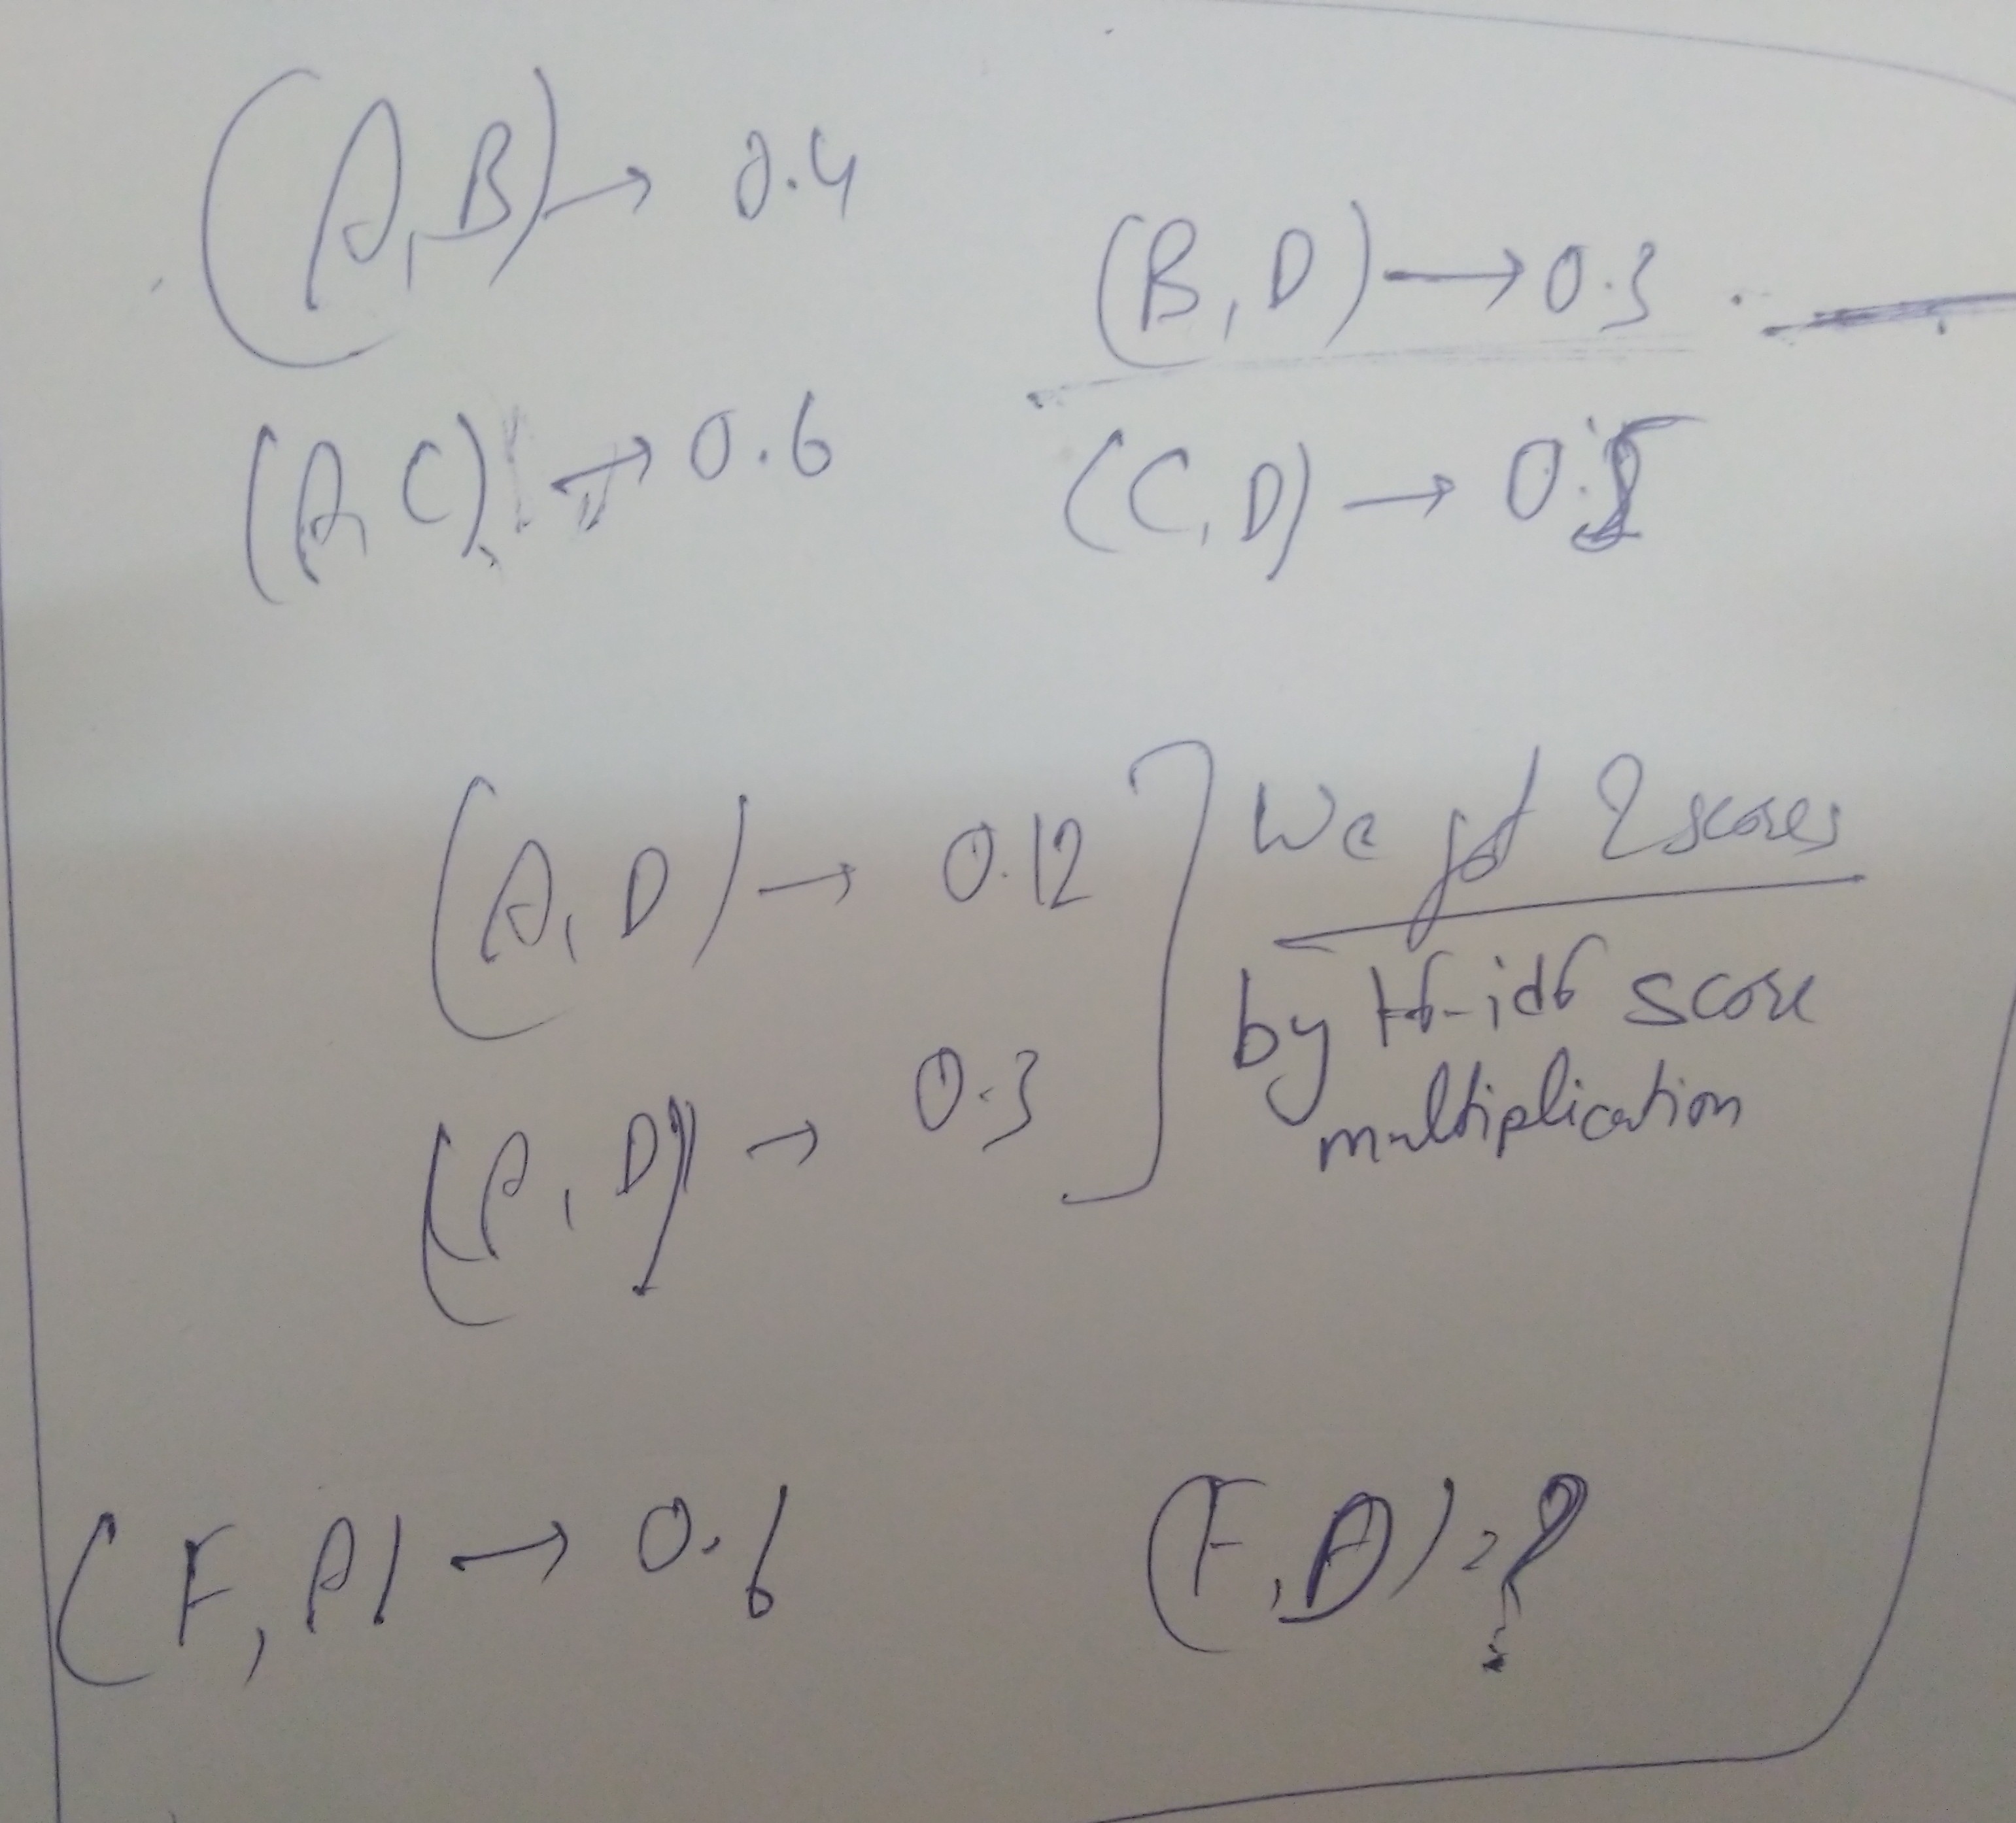 (A, B) → 0.4
(B, D) → 0.3
(A, C) → 0.6
(C, D) → 0.5
(A, D) → 0.12
We got 2 scores
by tf-idf score
multiplication
(A, D) → 0.3
(F, A) → 0.6
(F, D) = ?